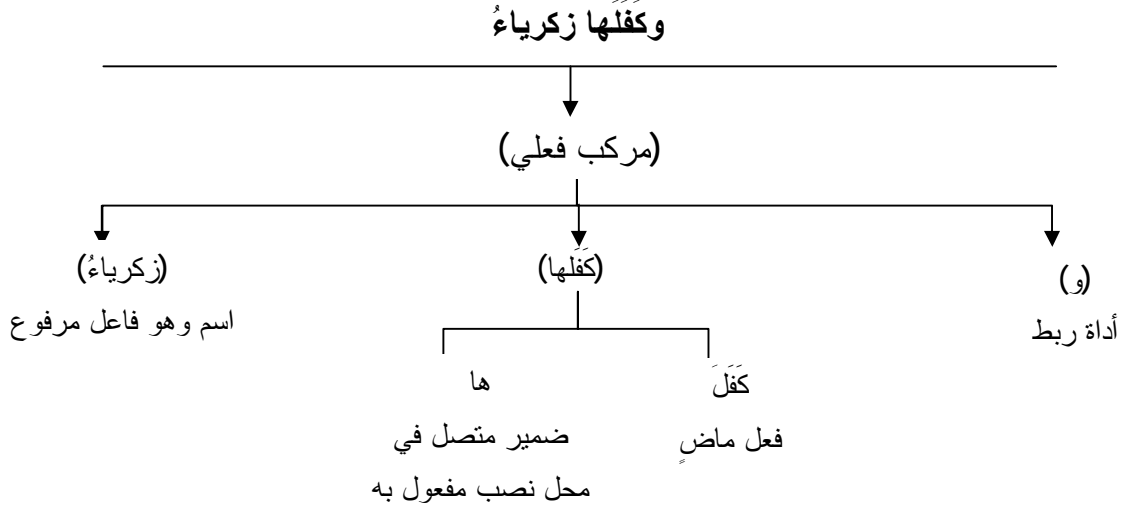 وكَفَلَها زكرياءُ
(مركب فعلي)
(و)
أداة ربط
(كَفَلها)
(زكرياءُ)
اسم وهو فاعل مرفوع
كَفَلَ
فعل ماضٍ
ها
ضمير متصل في
محل نصب مفعول به